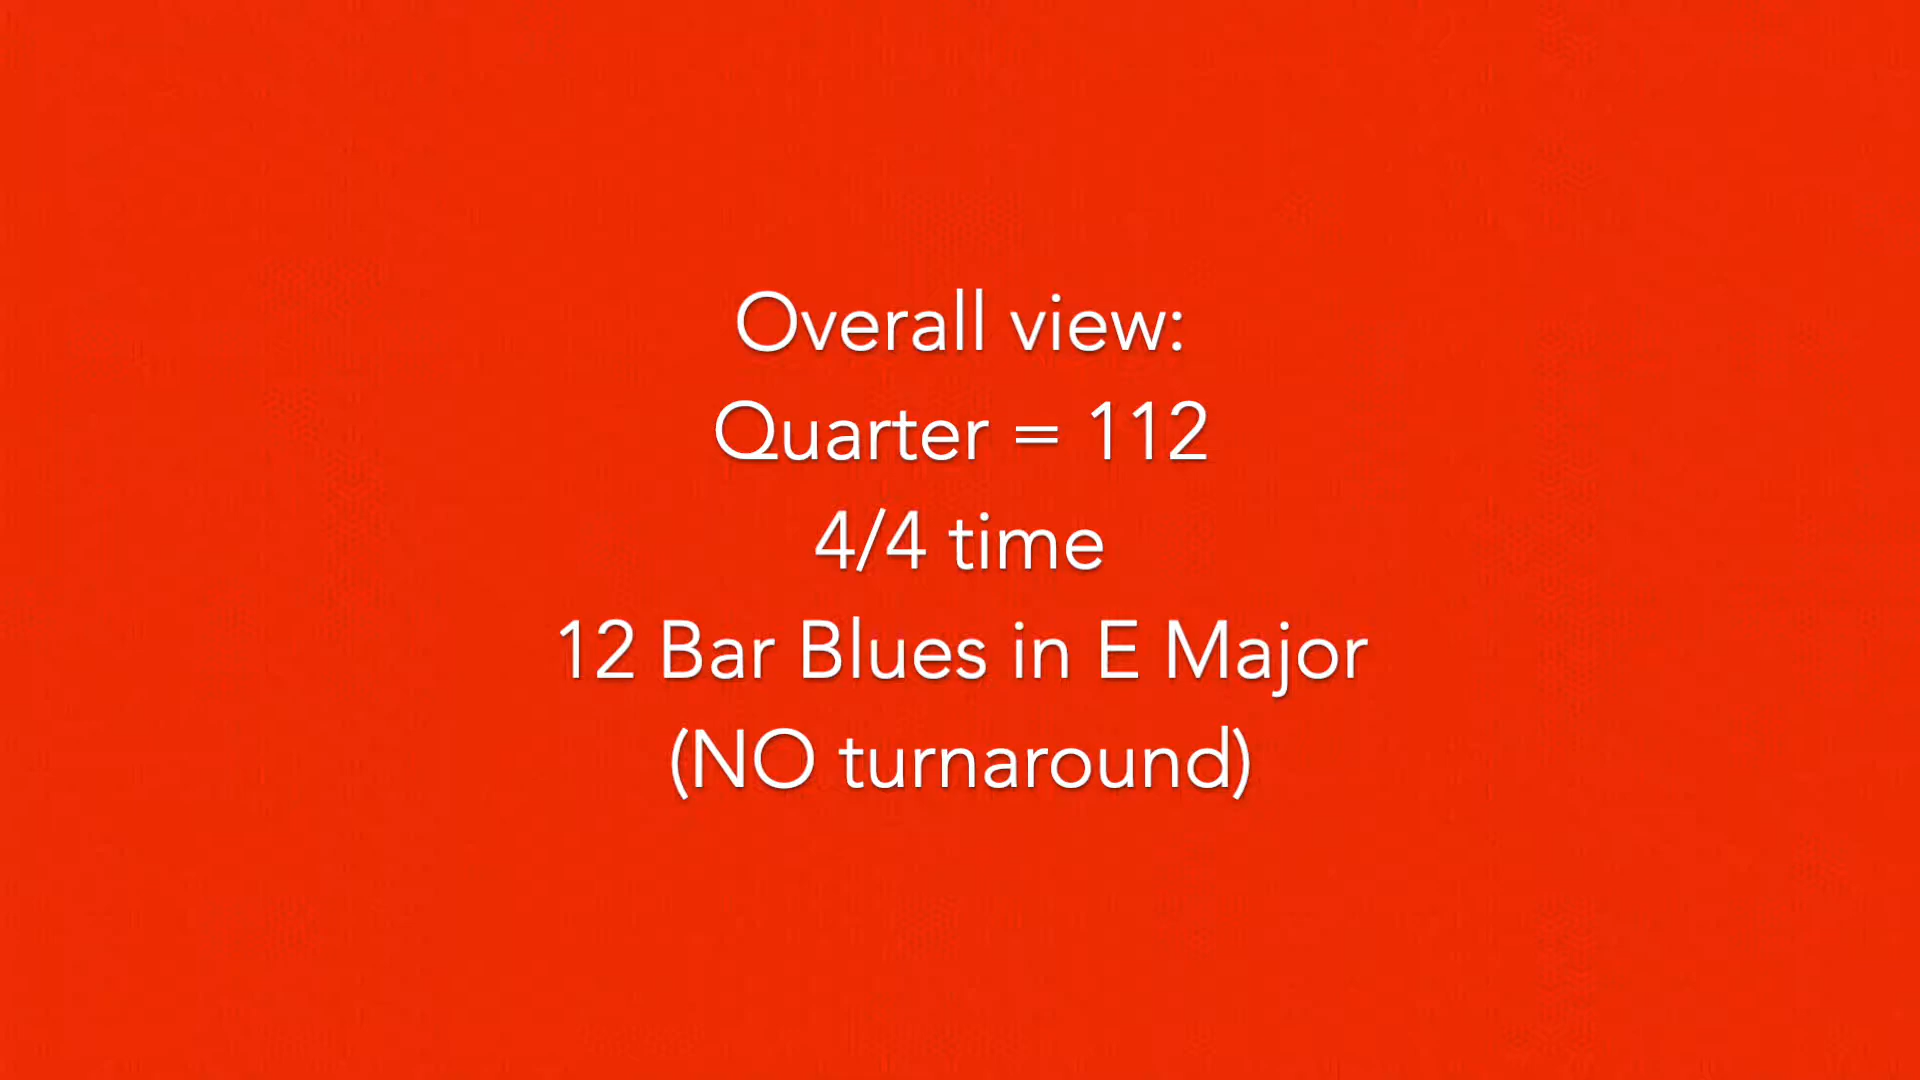 Overall view:
Quarter = 112
4/4 time
12 Bar Blues in E Major
(NO turnaround)